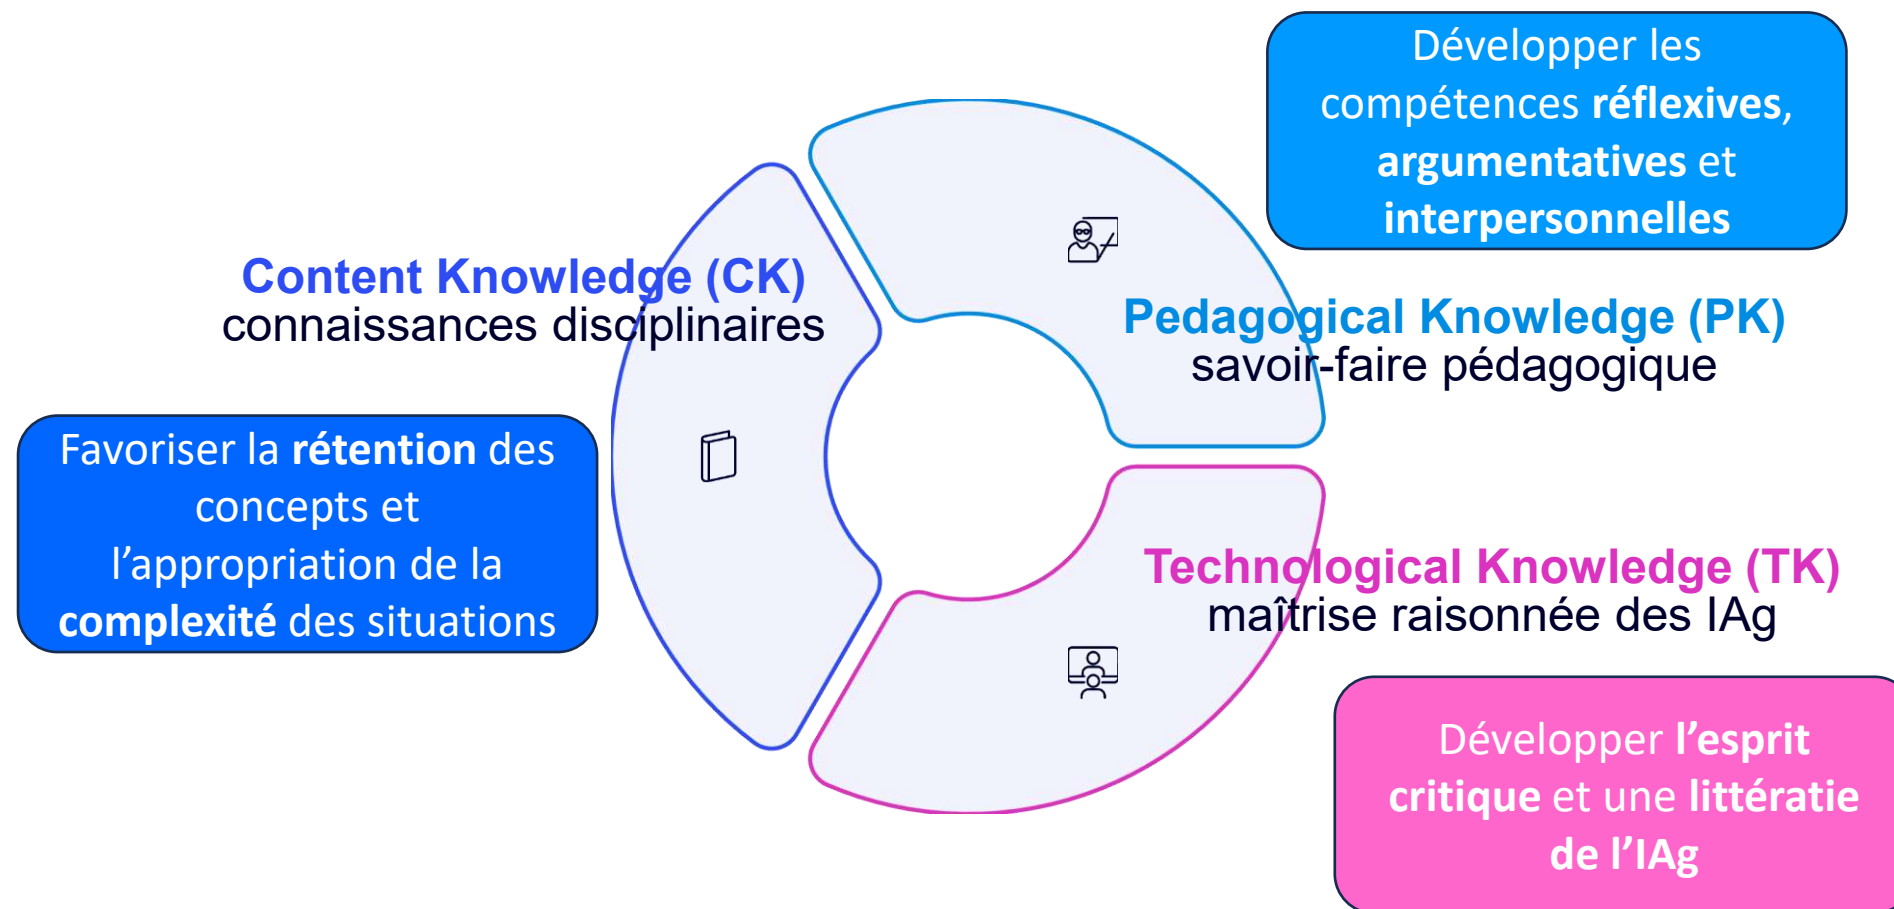 Développer les
compétences réflexives,
argumentatives et
interpersonnelles
Content Knowledge (CK)
connaissances disciplinaires
Pedagogical Knowledge (PK)
savoir-faire pédagogique
Favoriser la rétention des
concepts et
l’appropriation de la
complexité des situations
Technological Knowledge (TK)
maîtrise raisonnée des IAg
Développer l’esprit
critique et une littératie
de l’IAg